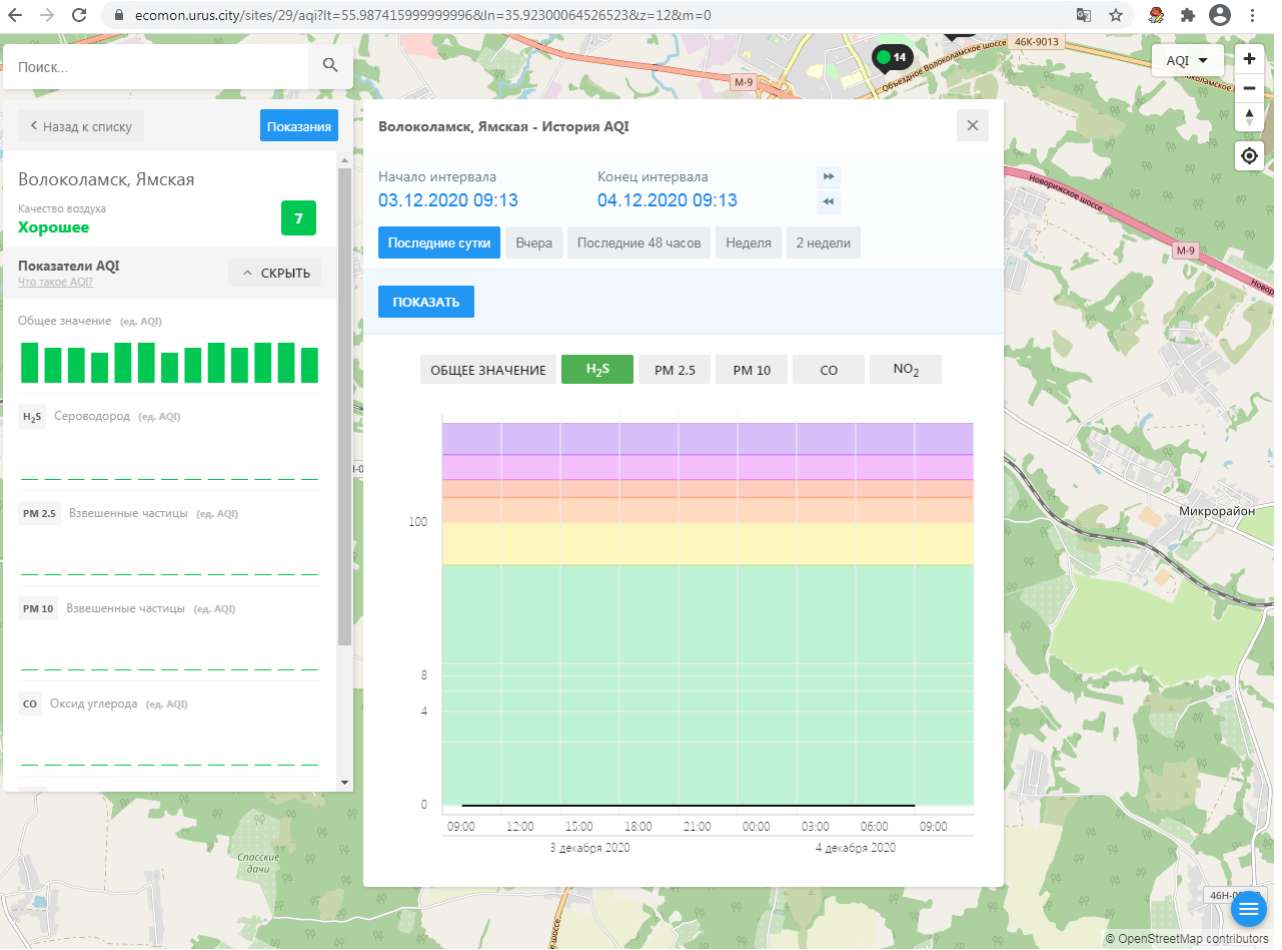 ecomon.urus.city/sites/29/aqi?lt=55.987415999999996&ln=35.92300064526523&z=12&m=0
Поиск...
14
Объездное Волоколамское шоссе
46К-9013
М-9
AQI
Назад к списку
Показания
Волоколамск, Ямская - История AQI
Волоколамск, Ямская
Качество воздуха
Хорошее
7
Начало интервала
Конец интервала
03.12.2020 09:13
04.12.2020 09:13
Последние сутки
Вчера
Последние 48 часов
Неделя
2 недели
Показатели AQI
Что такое AQI?
СКРЫТЬ
ПОКАЗАТЬ
Общее значение (ед. AQI)
ОБЩЕЕ ЗНАЧЕНИЕ
H2S
PM 2.5
PM 10
CO
NO2
H2S Сероводород (ед. AQI)
PM 2.5 Взвешенные частицы (ед. AQI)
PM 10 Взвешенные частицы (ед. AQI)
CO Оксид углерода (ед. AQI)
100
8
4
0
09:00
12:00
15:00
18:00
21:00
00:00
03:00
06:00
09:00
3 декабря 2020
4 декабря 2020
Новорижское шоссе
М-9
Микрорайон
Спасские
дачи
шоссе
© OpenStreetMap contributors